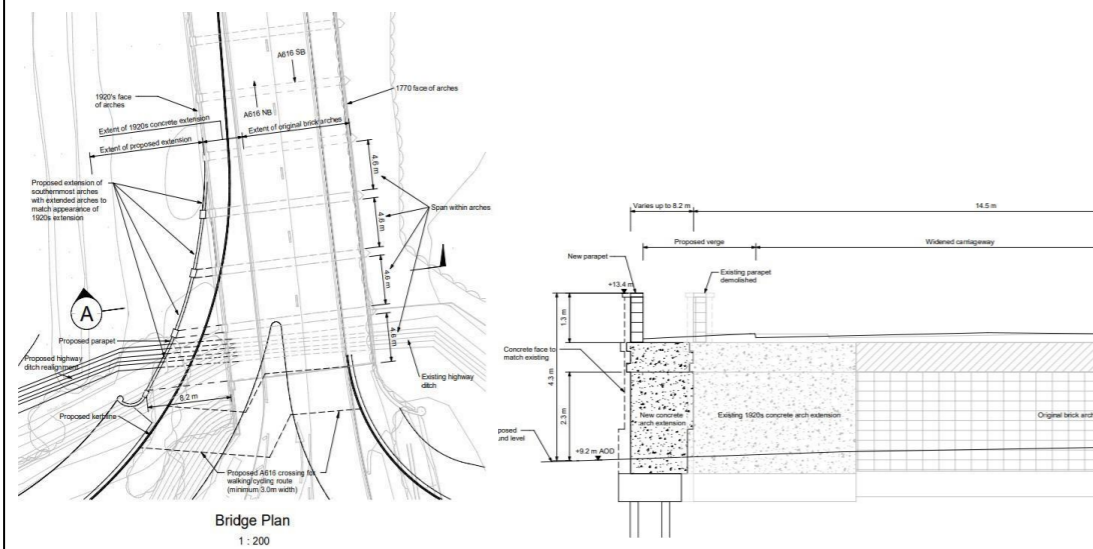 A616 SB
1920's face
of arches
1770 face of arches
A616 NB
Extent of 1920s concrete extension
Extent of original brick arches
Extent of proposed extension
4.6 m
Proposed extension of
southernmost arches
with extended arches to
match appearance of
1920s extension
Span within arches
4.6 m
4.6 m
A
4.6 m
Proposed parapet
Proposed highway
ditch realignment
Existing highway
ditch
8.2 m
Proposed kerbline
Proposed A616 crossing for
walking/cycling route
(minimum 3.0m width)
Bridge Plan
1 : 200
Varies up to 8.2 m
14.5 m
Proposed verge
Widened carriageway
New parapet
Existing parapet
demolished
+13.4 m
1.3 m
Concrete face to
match existing
4.3 m
2.3 m
New concrete
arch extension
Existing 1920s concrete arch extension
Original brick arch
posed
und level
+9.2 m AOD